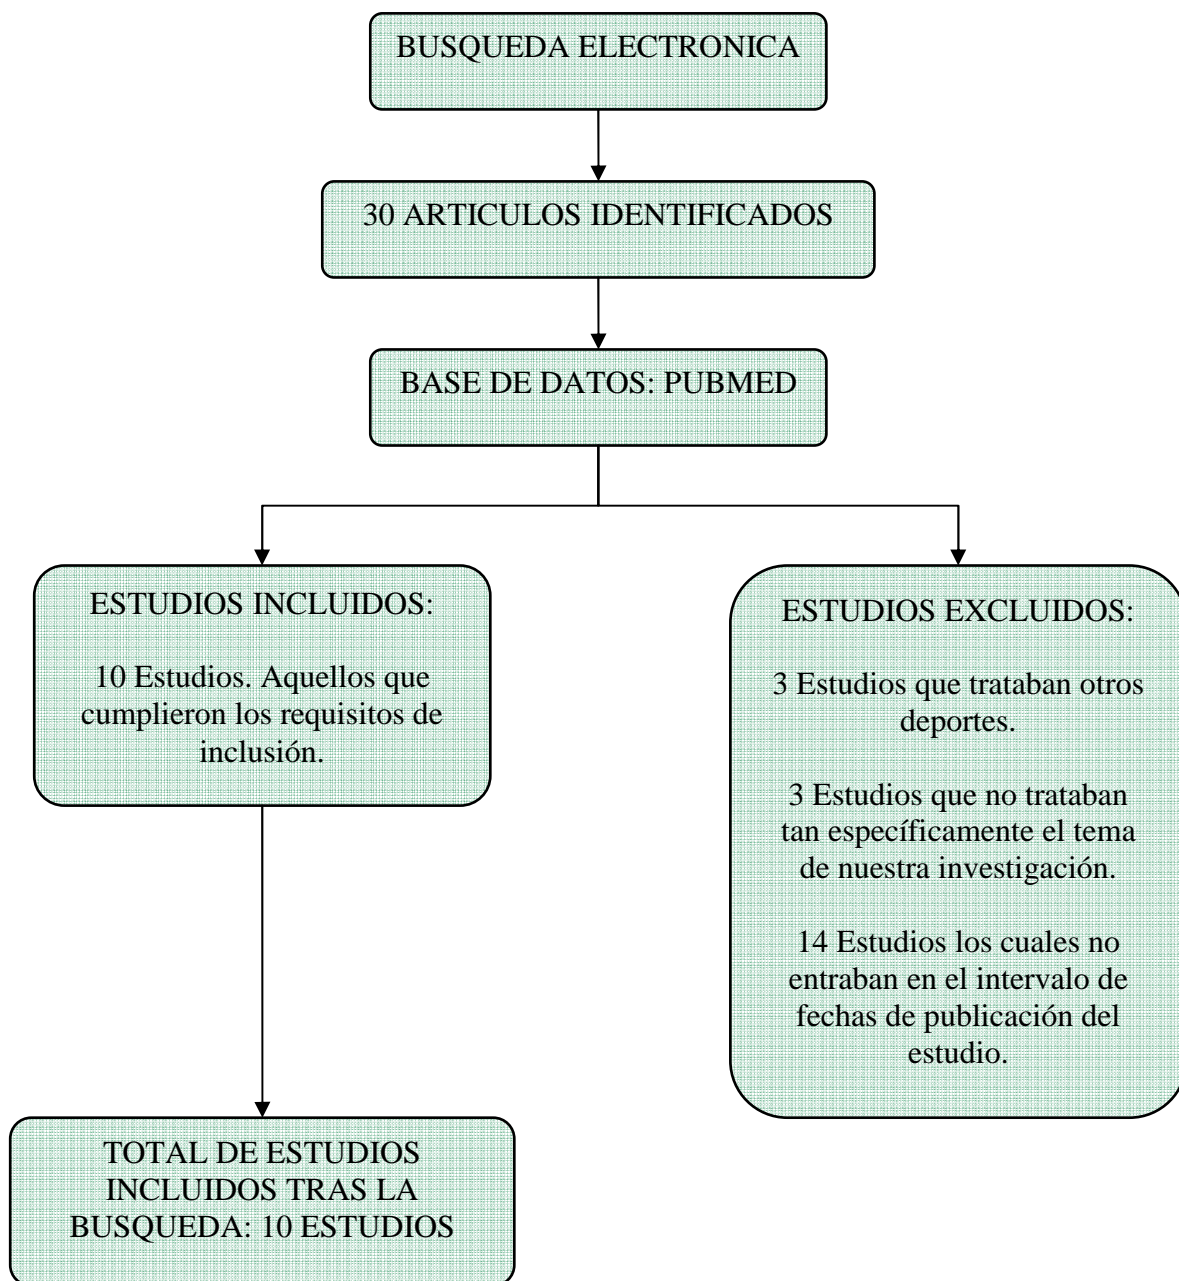 BUSQUEDA ELECTRONICA
30 ARTICULOS IDENTIFICADOS
BASE DE DATOS: PUBMED
ESTUDIOS INCLUIDOS:
10 Estudios. Aquellos que
cumplieron los requisitos de
inclusión.
ESTUDIOS EXCLUIDOS:
3 Estudios que trataban otros
deportes.
3 Estudios que no trataban
tan específicamente el tema
de nuestra investigación.
14 Estudios los cuales no
entraban en el intervalo de
fechas de publicación del
estudio.
TOTAL DE ESTUDIOS
INCLUIDOS TRAS LA
BUSQUEDA: 10 ESTUDIOS